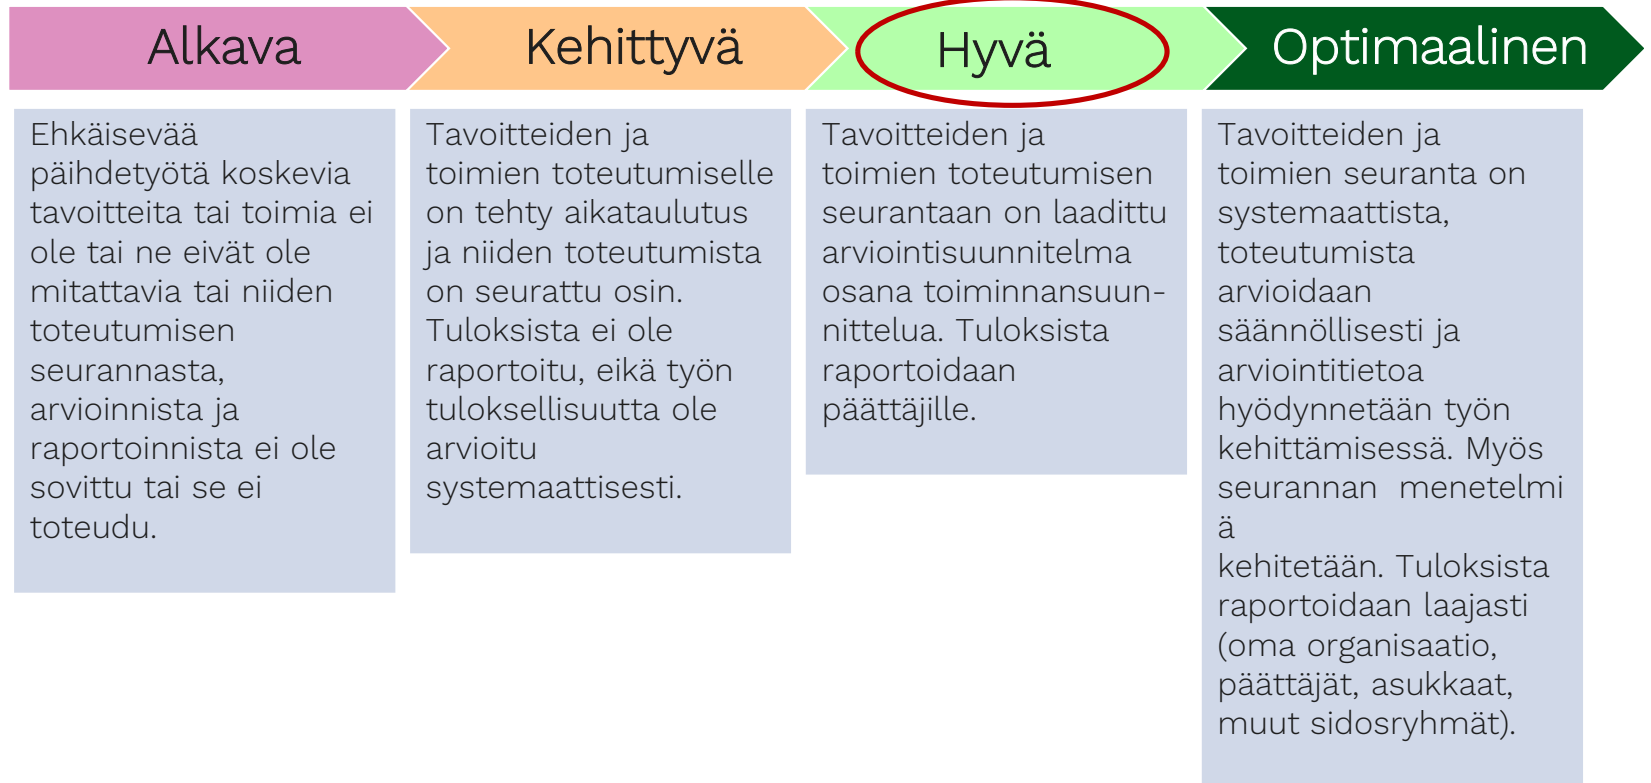 Alkava
Kehittyvä
Hyvä
Optimaalinen
Ehkäisevää
päihdetyötä koskevia
tavoitteita tai toimia ei
ole tai ne eivät ole
mitattavia tai niiden
toteutumisen
seurannasta,
arvioinnista ja
raportoinnista ei ole
sovittu tai se ei
toteudu.
Tavoitteiden ja
toimien toteutumiselle
on tehty aikataulutus
ja niiden toteutumista
on seurattu osin.
Tuloksista ei ole
raportoitu, eikä työn
tuloksellisuutta ole
arvioitu
systemaattisesti.
Tavoitteiden ja
toimien toteutumisen
seurantaan on laadittu
arviointisuunnitelma
osana toiminnansuun-
nittelua. Tuloksista
raportoidaan
päättäjille.
Tavoitteiden ja
toimien seuranta on
systemaattista,
toteutumista
arvioidaan
säännöllisesti ja
arviointitietoa
hyödynnetään työn
kehittämisessä. Myös
seurannan  menetelmi
ä
kehitetään. Tuloksista
raportoidaan laajasti
(oma organisaatio,
päättäjät, asukkaat,
muut sidosryhmät).